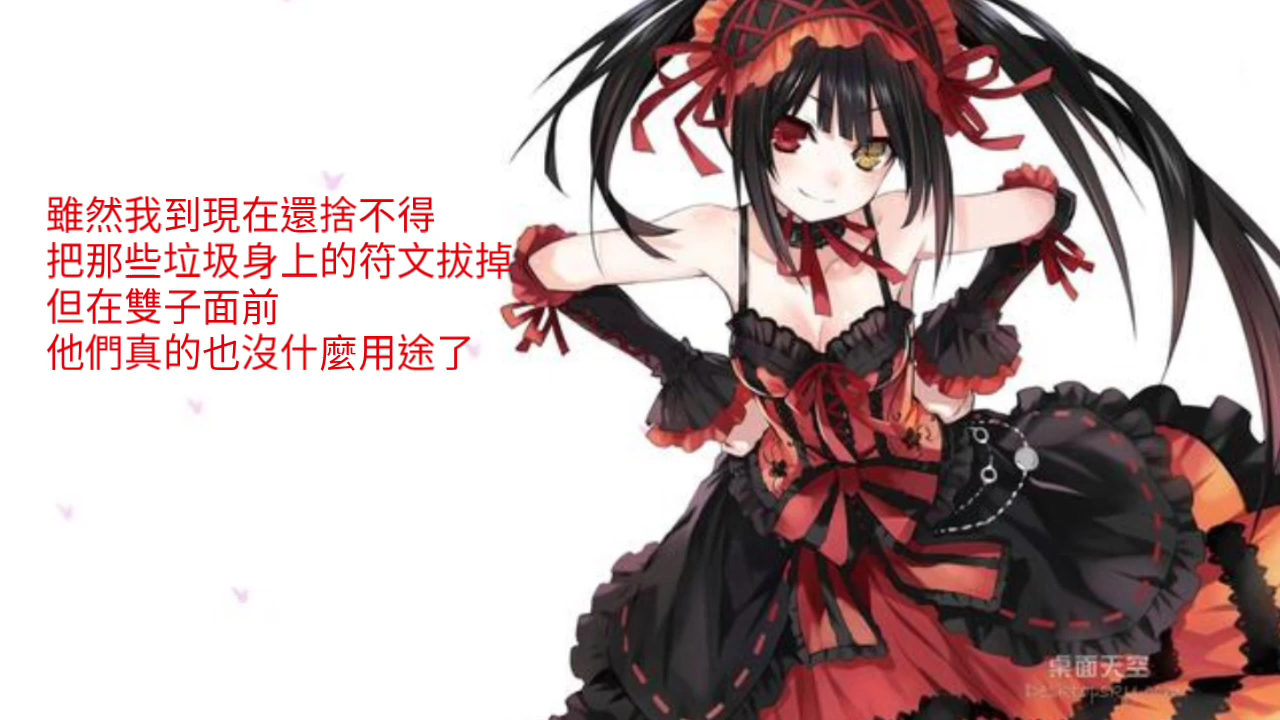 雖然我到現在還捨不得
把那些垃圾身上的符文拔掉
但在雙子面前
他們真的也沒什麼用途了
桌面天空